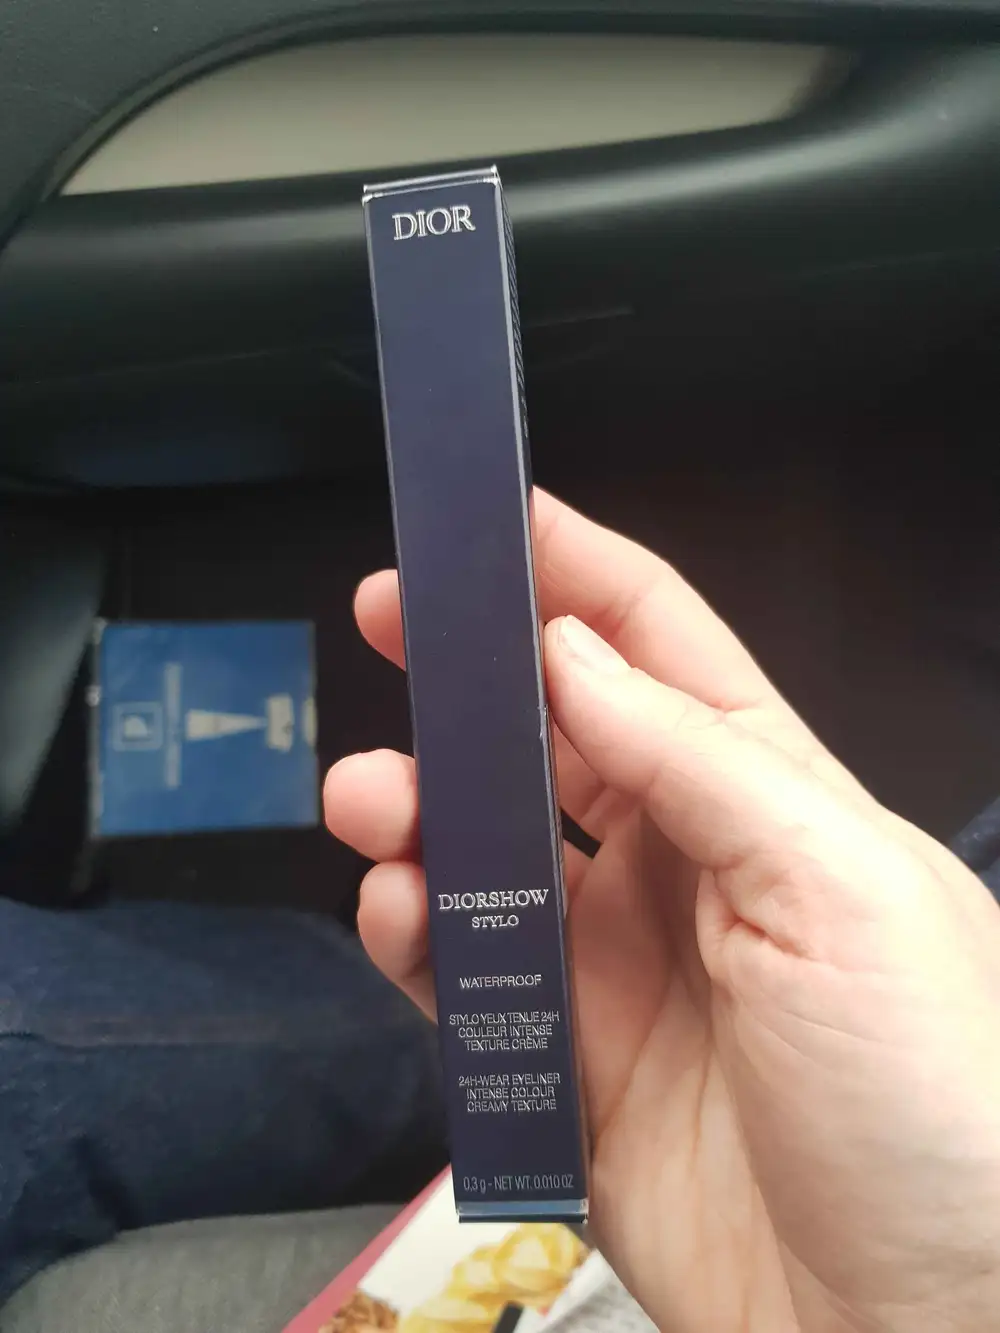 DIOR
DIORSHOW
STYLO
WATERPROOF
STYLO YEUX TENUE 24H
COULEUR INTENSE
TEXTURE CRÈME
24H-WEAR EYELINER
INTENSE COLOUR
CREAMY TEXTURE
0.3 g - NET WT. 0.010 OZ